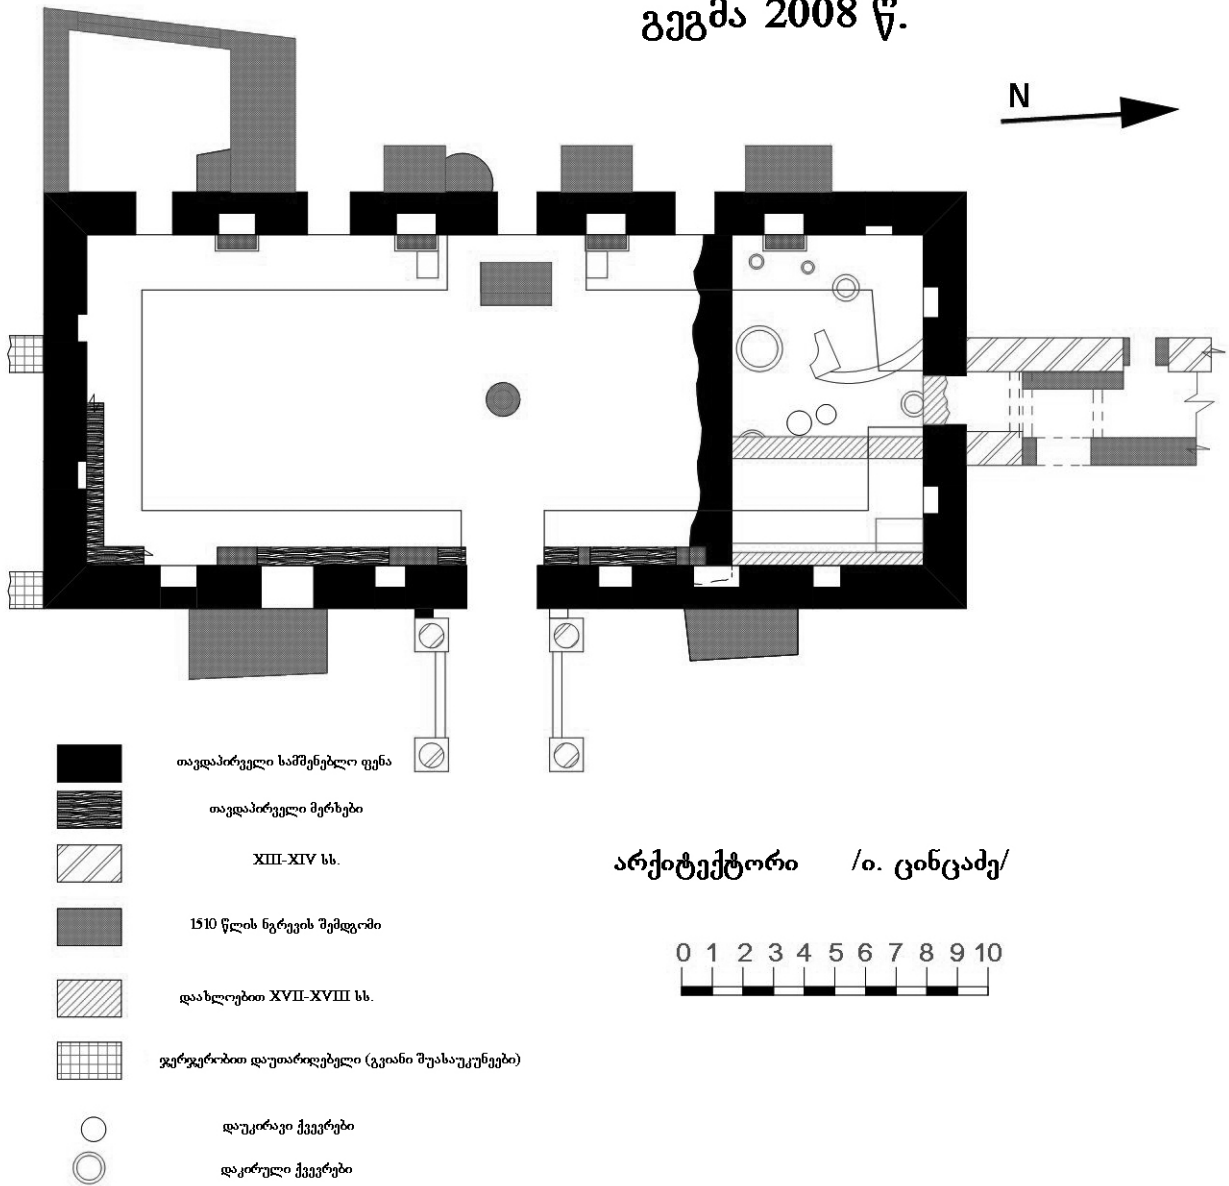 გეგმა 2008 წ.
N
თავდაპირველი სამშენებლო ფენა
თავდაპირველი მერხები
XIII-XIV სს.
1510 წლის ნგრევის შემდგომი
დაახლოებით XVII-XVIII სს.
ჯერჯერობით დაუთარიღებელი (გვიანი შუასაუკუნეები)
დაუკირავი ქვევრები
დაკირული ქვევრები
არქიტექტორი /ი. ცინცაძე/
0 1 2 3 4 5 6 7 8 9 10